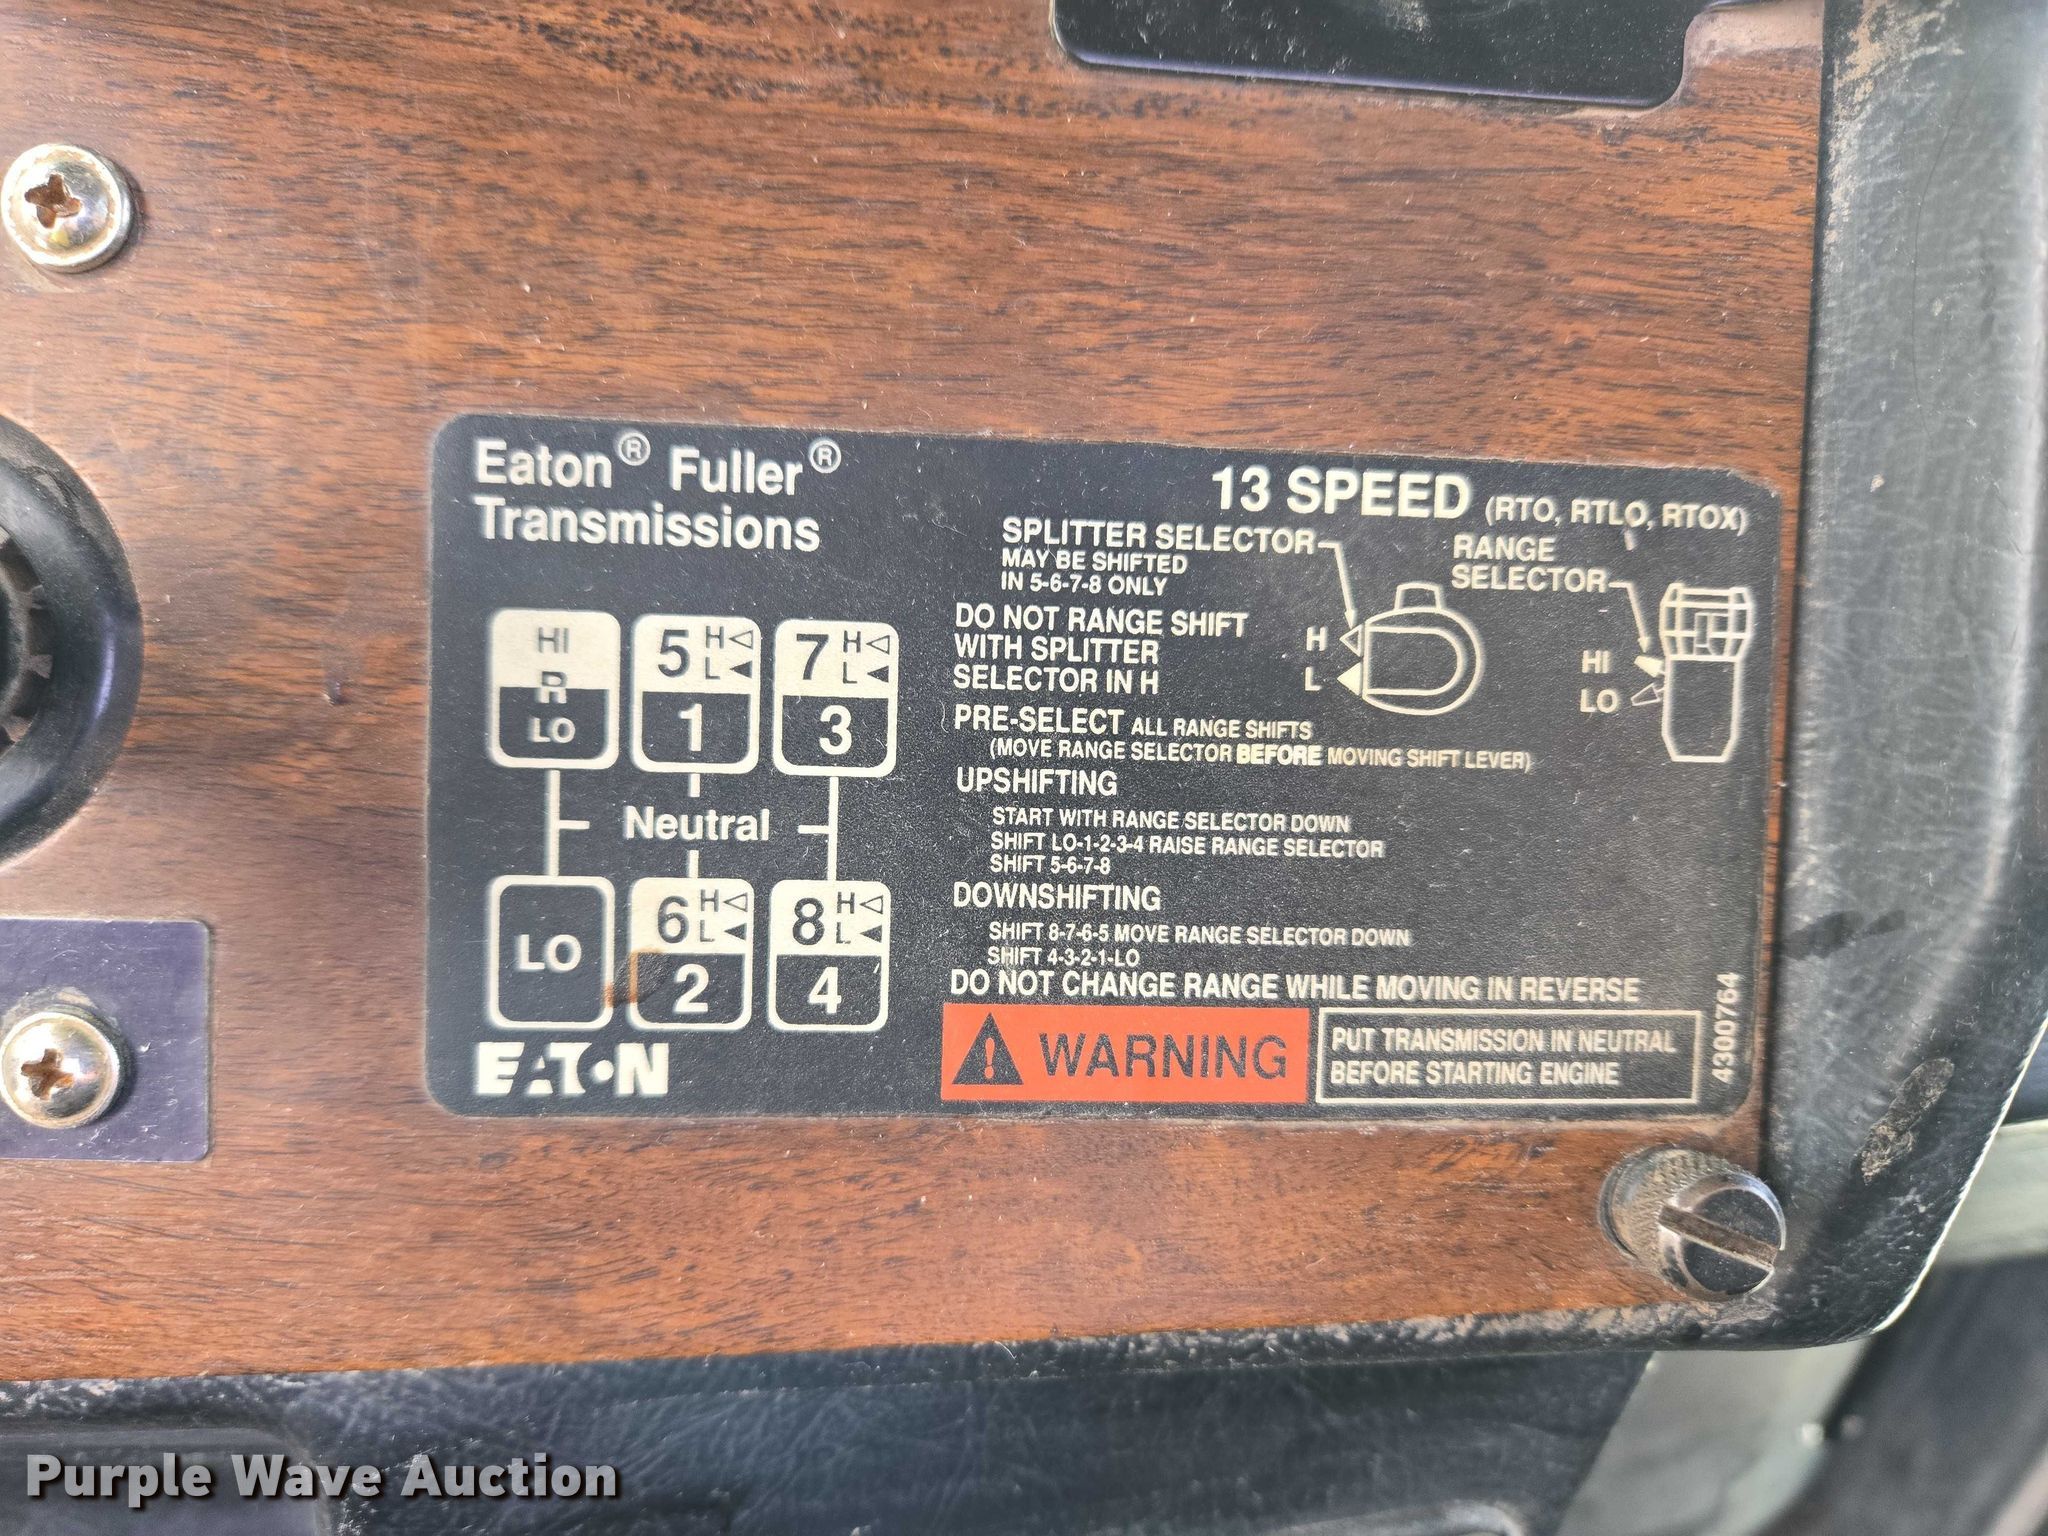 Eaton® Fuller®
Transmissions
13 SPEED (RTO, RTLO, RTOX)
HI
R
LO
5 H L
1
7 H L
3
Neutral
LO
6 H L
2
8 H L
4
EATON
SPLITTER SELECTOR
MAY BE SHIFTED
IN 5-6-7-8 ONLY
H
L
RANGE
SELECTOR
HI
LO
DO NOT RANGE SHIFT
WITH SPLITTER
SELECTOR IN H
PRE-SELECT ALL RANGE SHIFTS
(MOVE RANGE SELECTOR BEFORE MOVING SHIFT LEVER)
UPSHIFTING
START WITH RANGE SELECTOR DOWN
SHIFT LO-1-2-3-4 RAISE RANGE SELECTOR
SHIFT 5-6-7-8
DOWNSHIFTING
SHIFT 8-7-6-5 MOVE RANGE SELECTOR DOWN
SHIFT 4-3-2-1-LO
DO NOT CHANGE RANGE WHILE MOVING IN REVERSE
WARNING
PUT TRANSMISSION IN NEUTRAL
BEFORE STARTING ENGINE
4300764
Purple Wave Auction